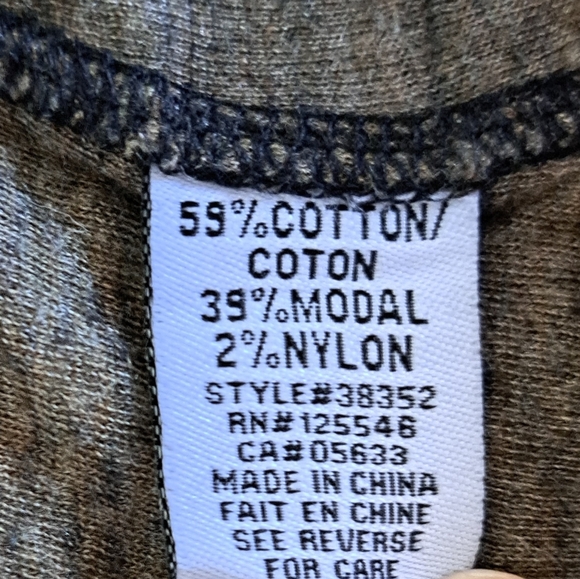 59%COTTON/
COTON
39%MODAL
2%NYLON
STYLE#38352
RN#125546
CA#05633
MADE IN CHINA
FAIT EN CHINE
SEE REVERSE
FOR CARE